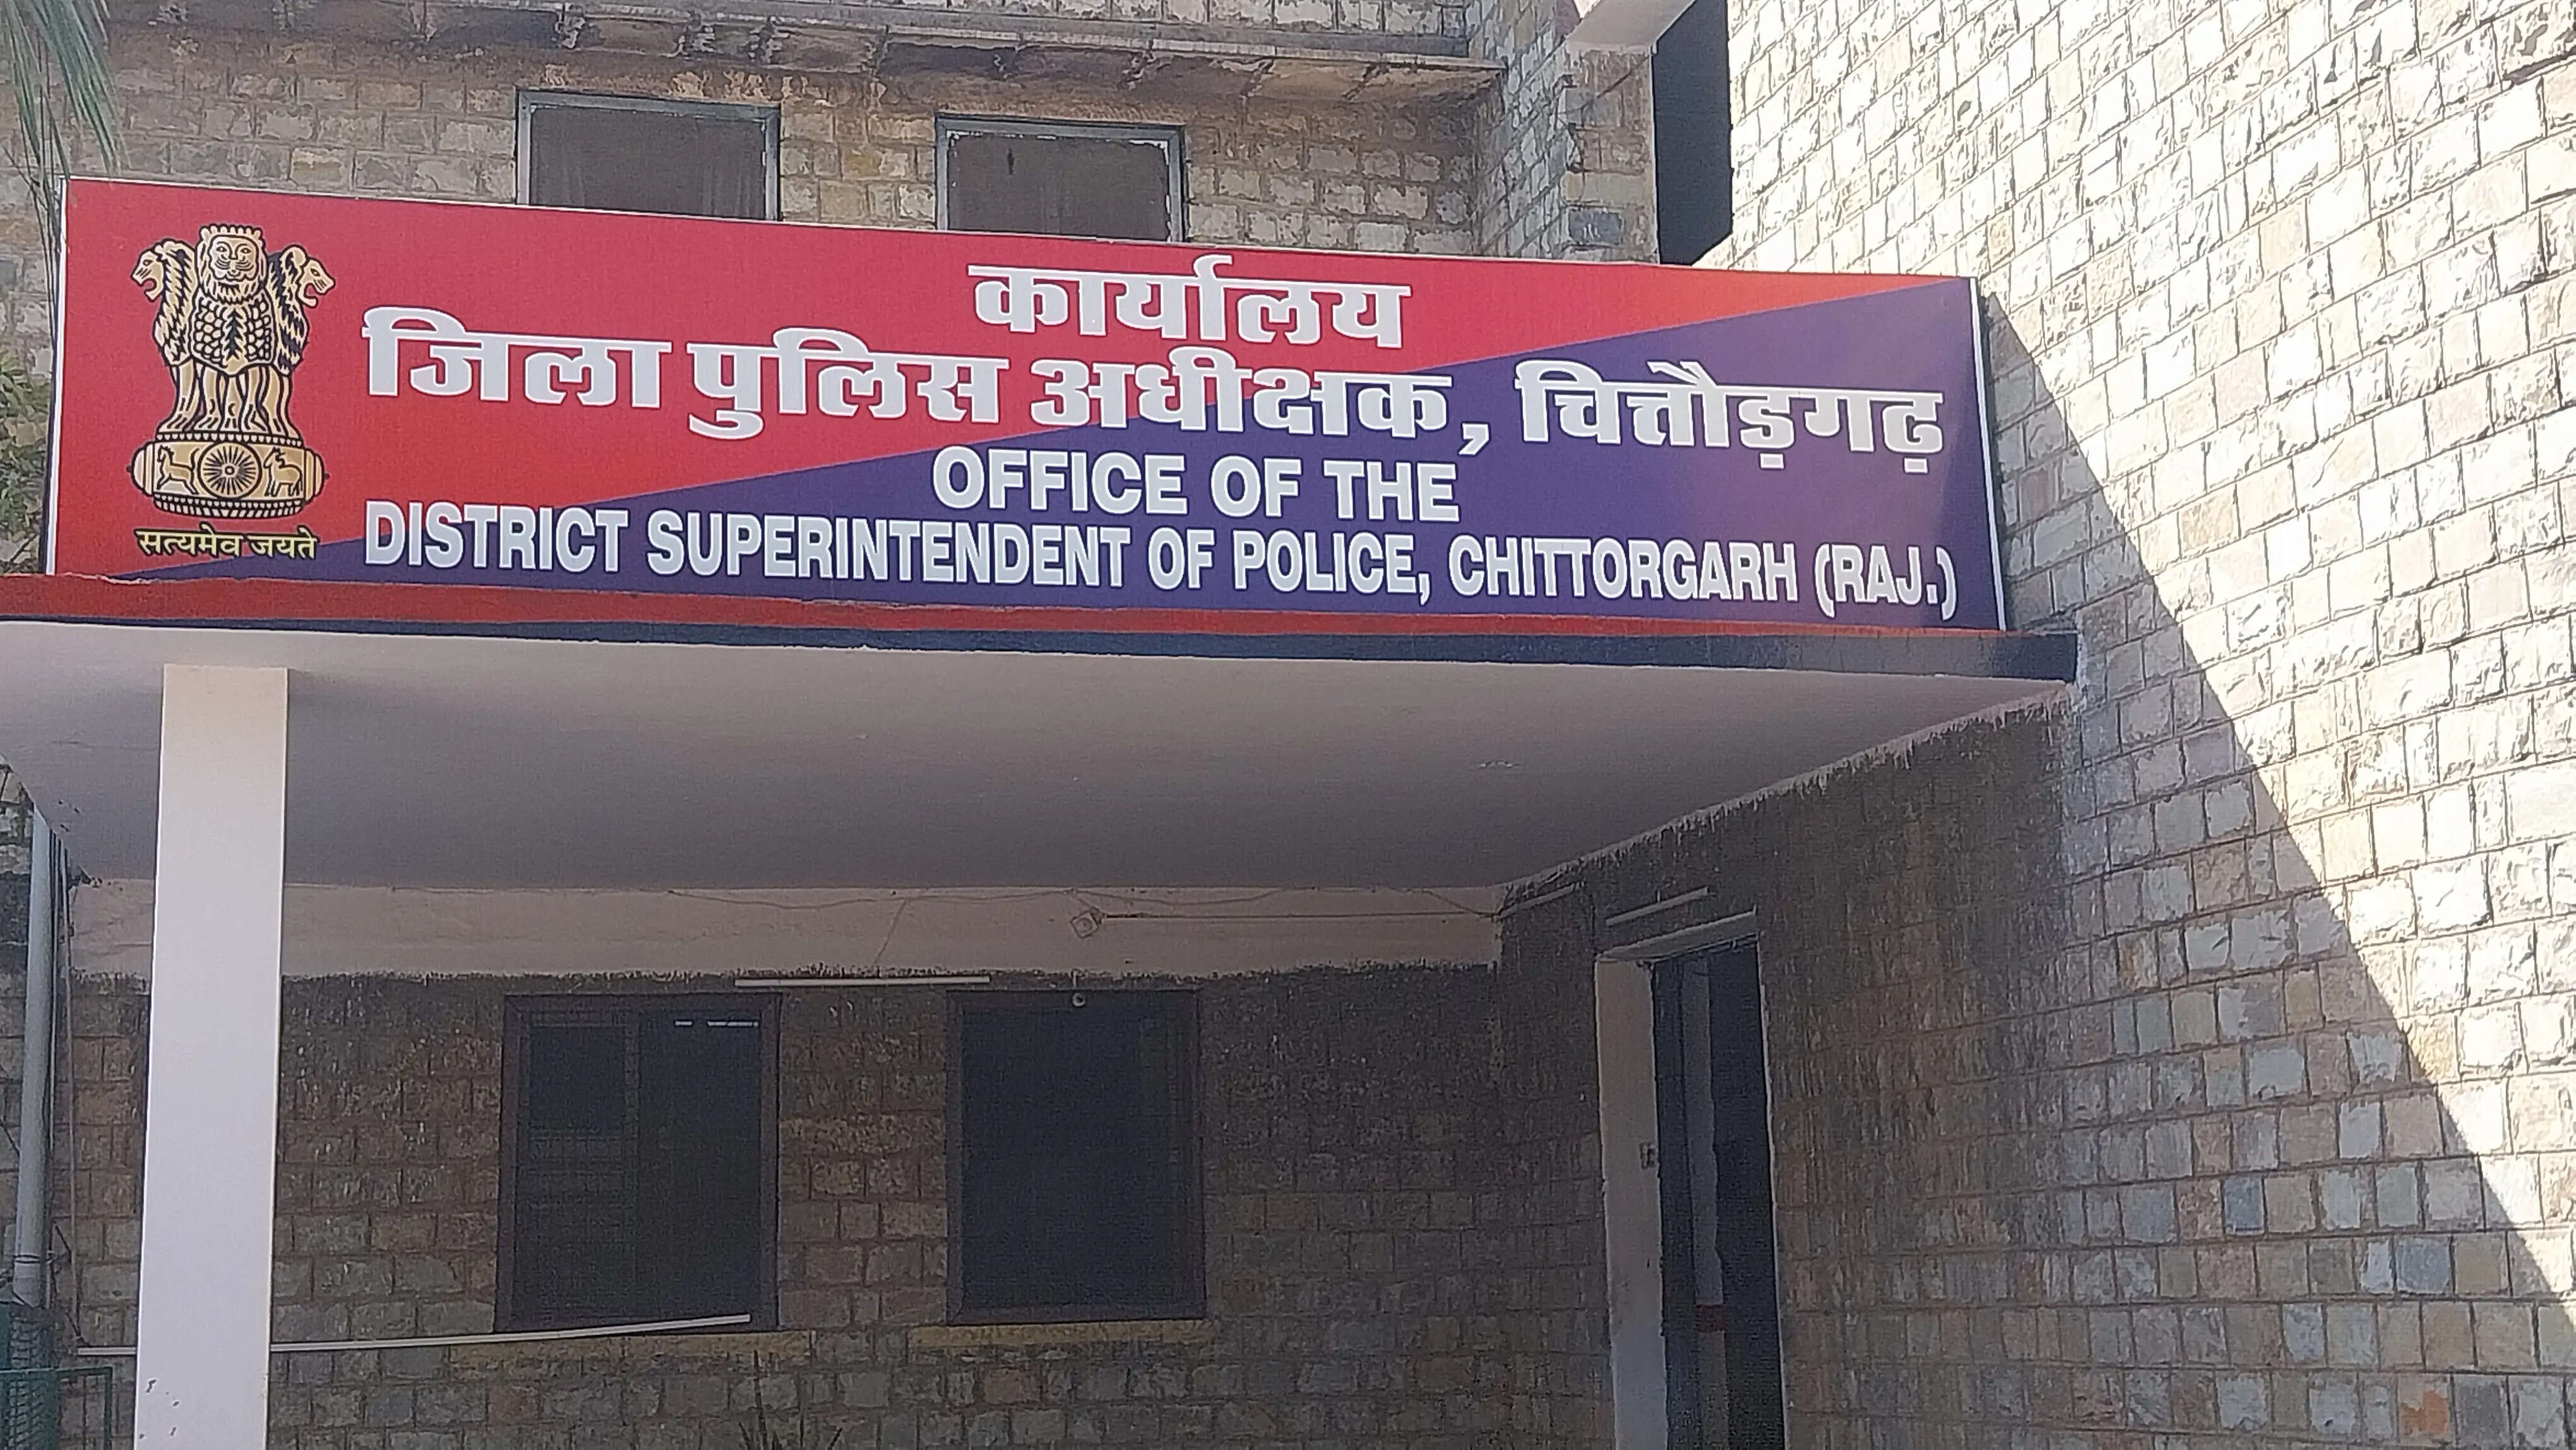 कार्यालय
जिला पुलिस अधीक्षक, चित्तौड़गढ़
OFFICE OF THE
DISTRICT SUPERINTENDENT OF POLICE, CHITTORGARH (RAJ.)
सत्यमेव जयते